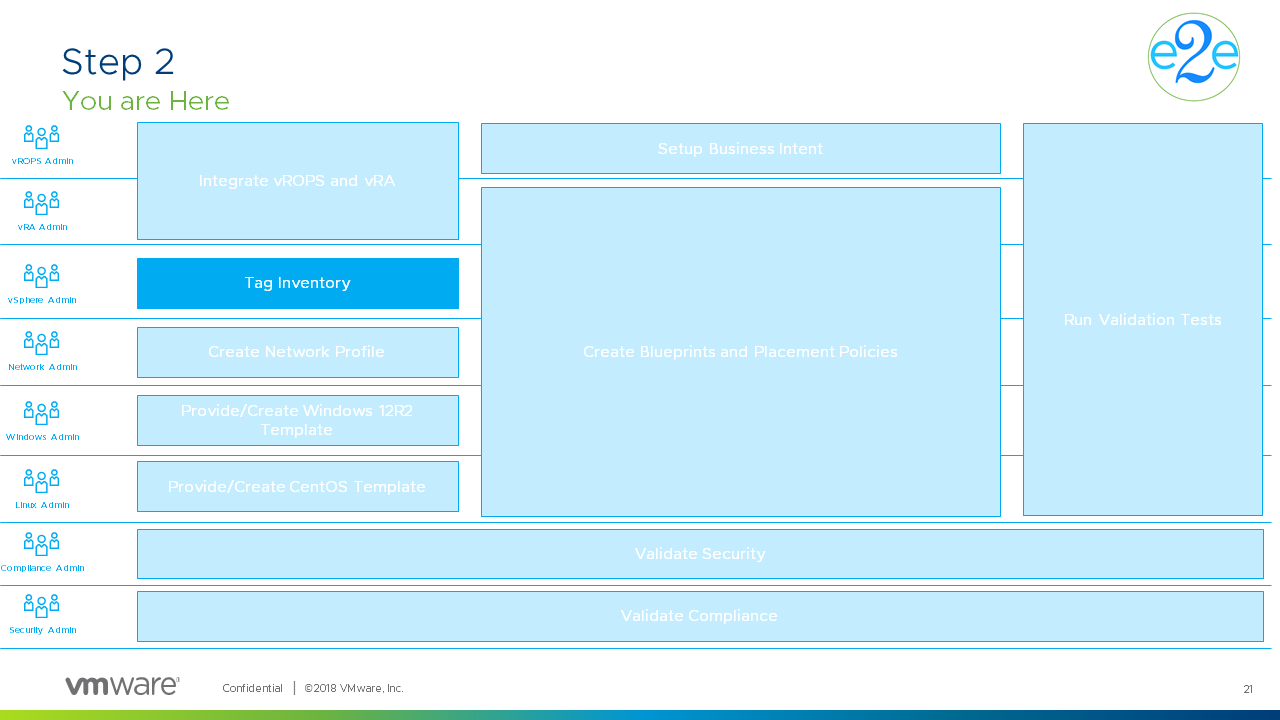 Step 2
You are Here
e2e
vROPS Admin
Integrate vROPS and vRA
Setup Business Intent
vRA Admin
vSphere Admin
Tag Inventory
Run Validation Tests
Network Admin
Create Network Profile
Create Blueprints and Placement Policies
Windows Admin
Provide/Create Windows 12R2
Template
Linux Admin
Provide/Create CentOS Template
Compliance Admin
Validate Security
Security Admin
Validate Compliance
vmware®
Confidential | ©2018 VMware, Inc.
21